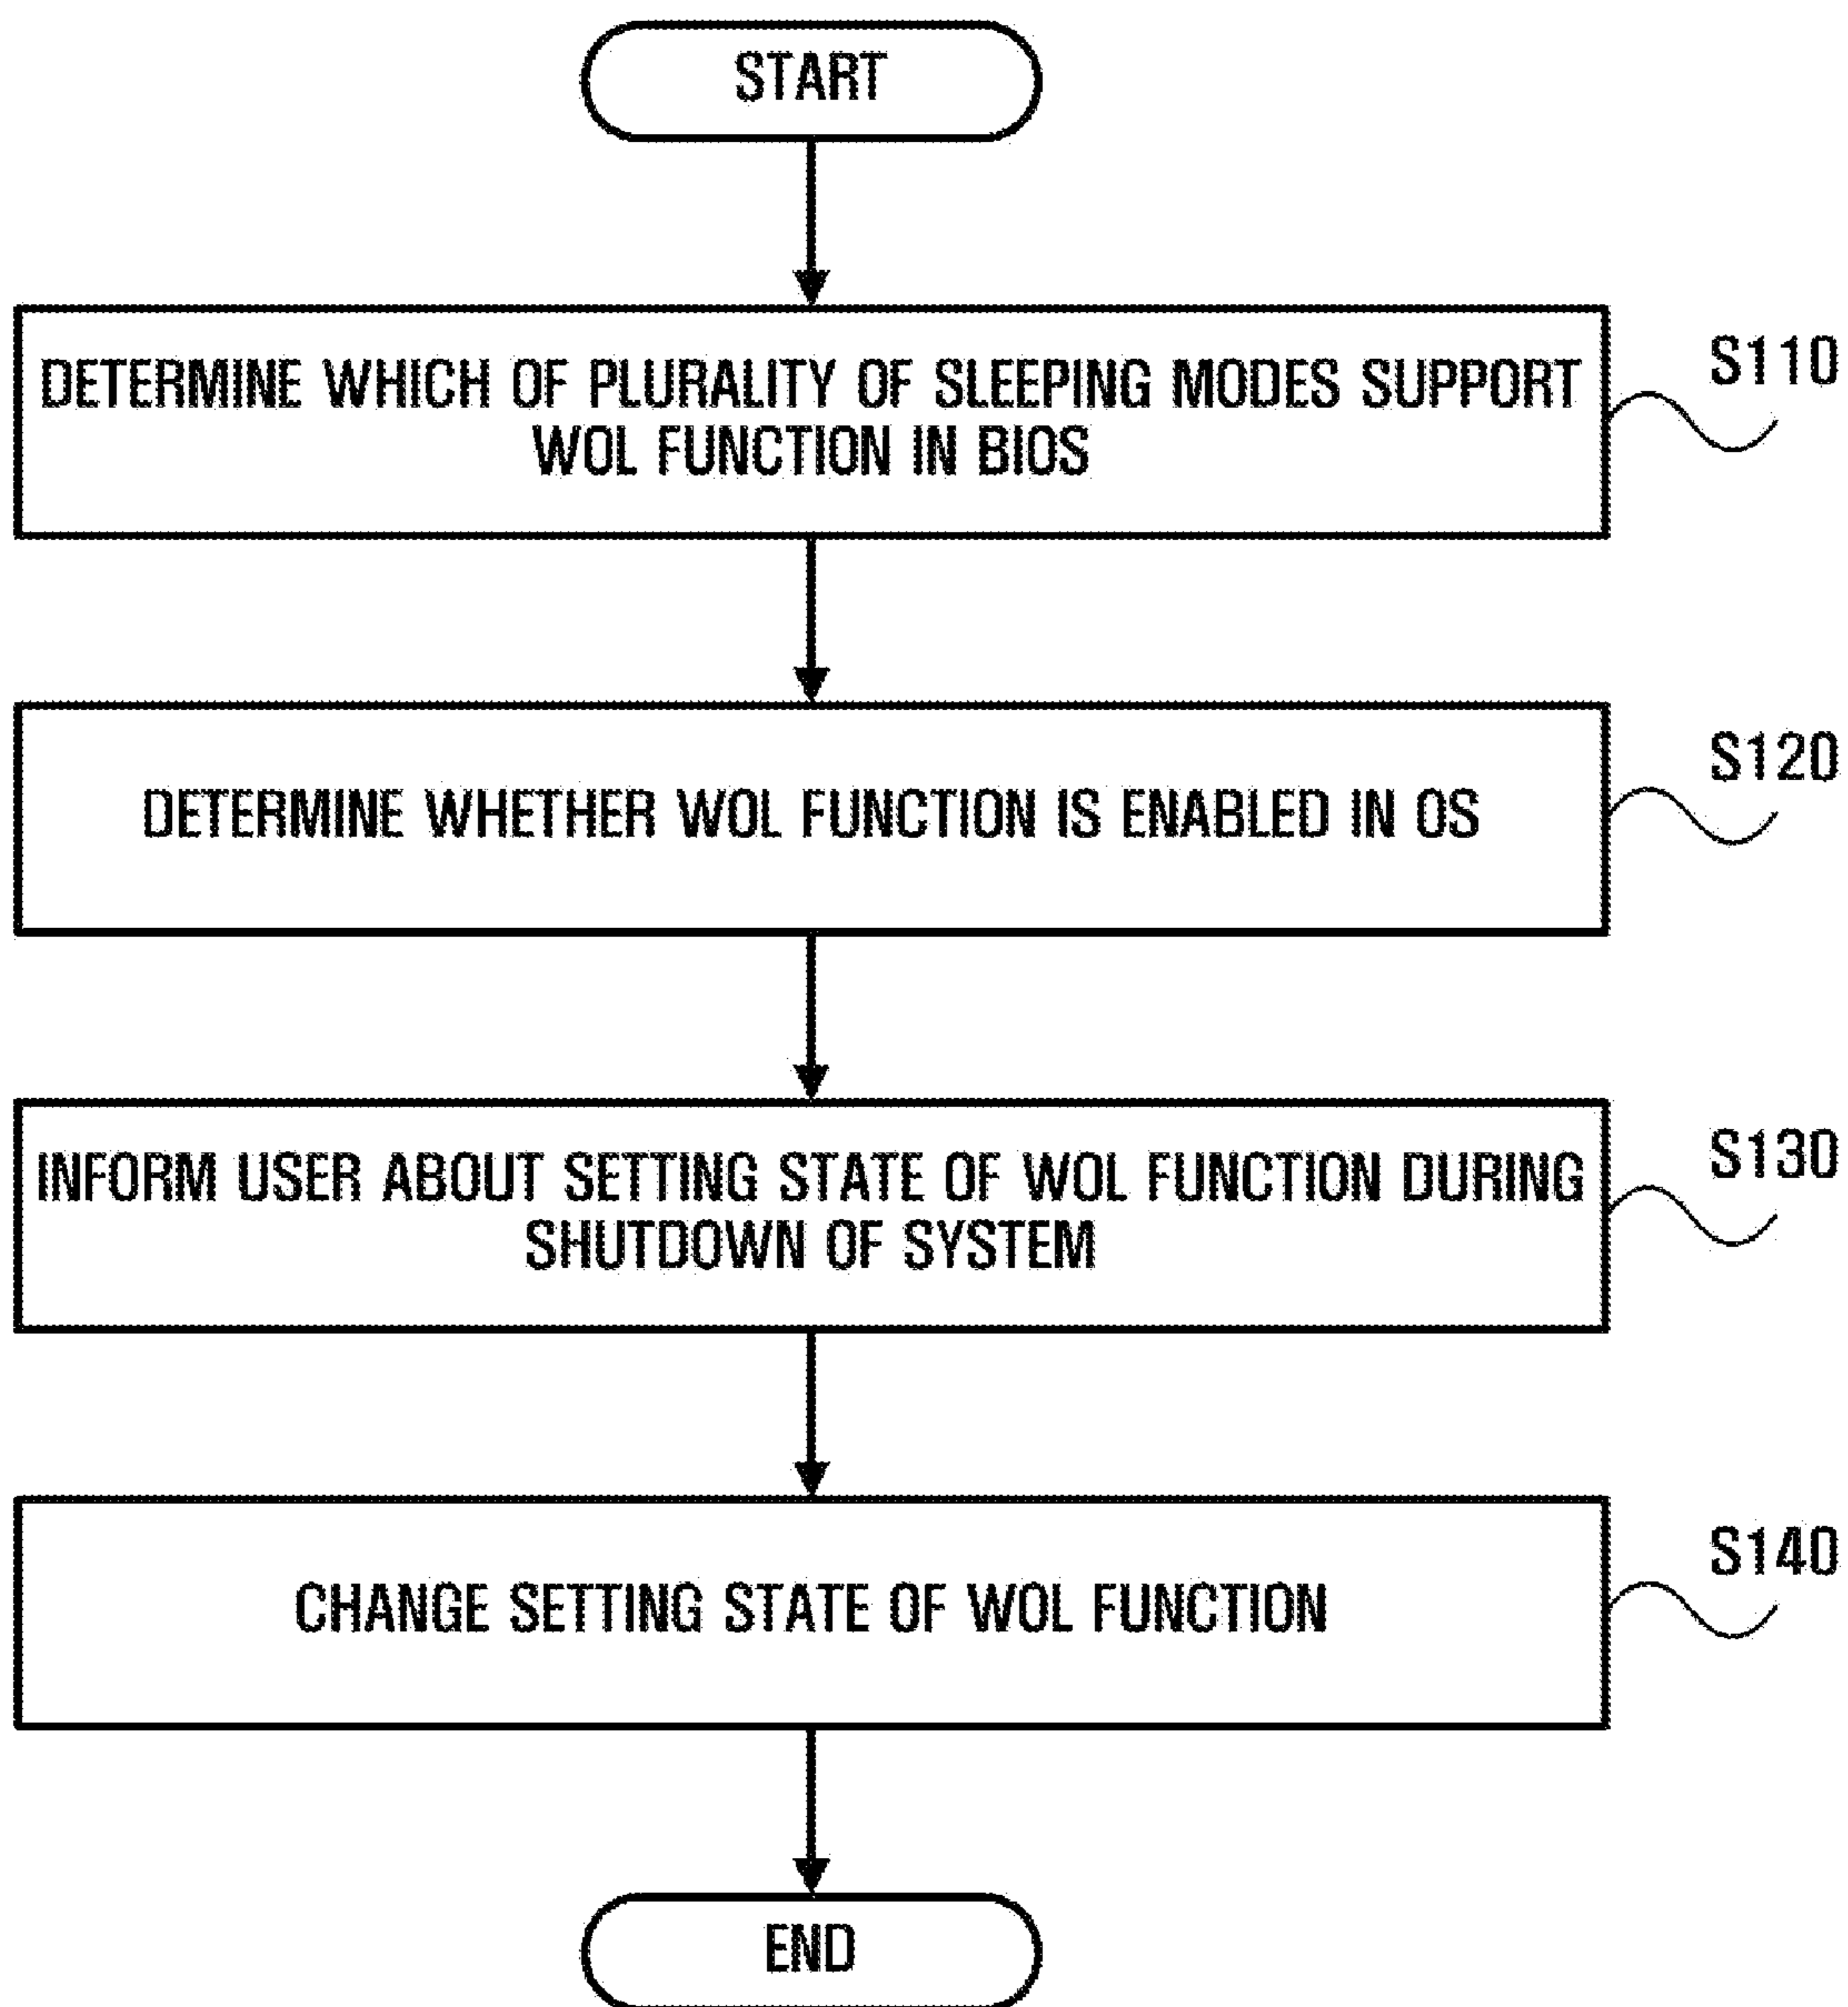 START
DETERMINE WHICH OF PLURALITY OF SLEEPING MODES SUPPORT
WOL FUNCTION IN BIOS
S110
DETERMINE WHETHER WOL FUNCTION IS ENABLED IN OS
S120
INFORM USER ABOUT SETTING STATE OF WOL FUNCTION DURING
SHUTDOWN OF SYSTEM
S130
CHANGE SETTING STATE OF WOL FUNCTION
S140
END